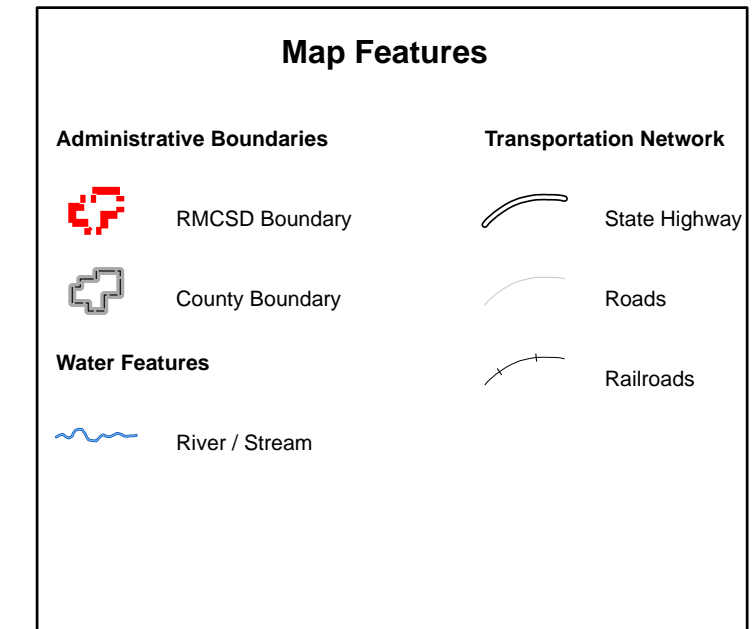 Map Features
Administrative Boundaries
RMCSD Boundary
County Boundary
Water Features
River / Stream
Transportation Network
State Highway
Roads
Railroads